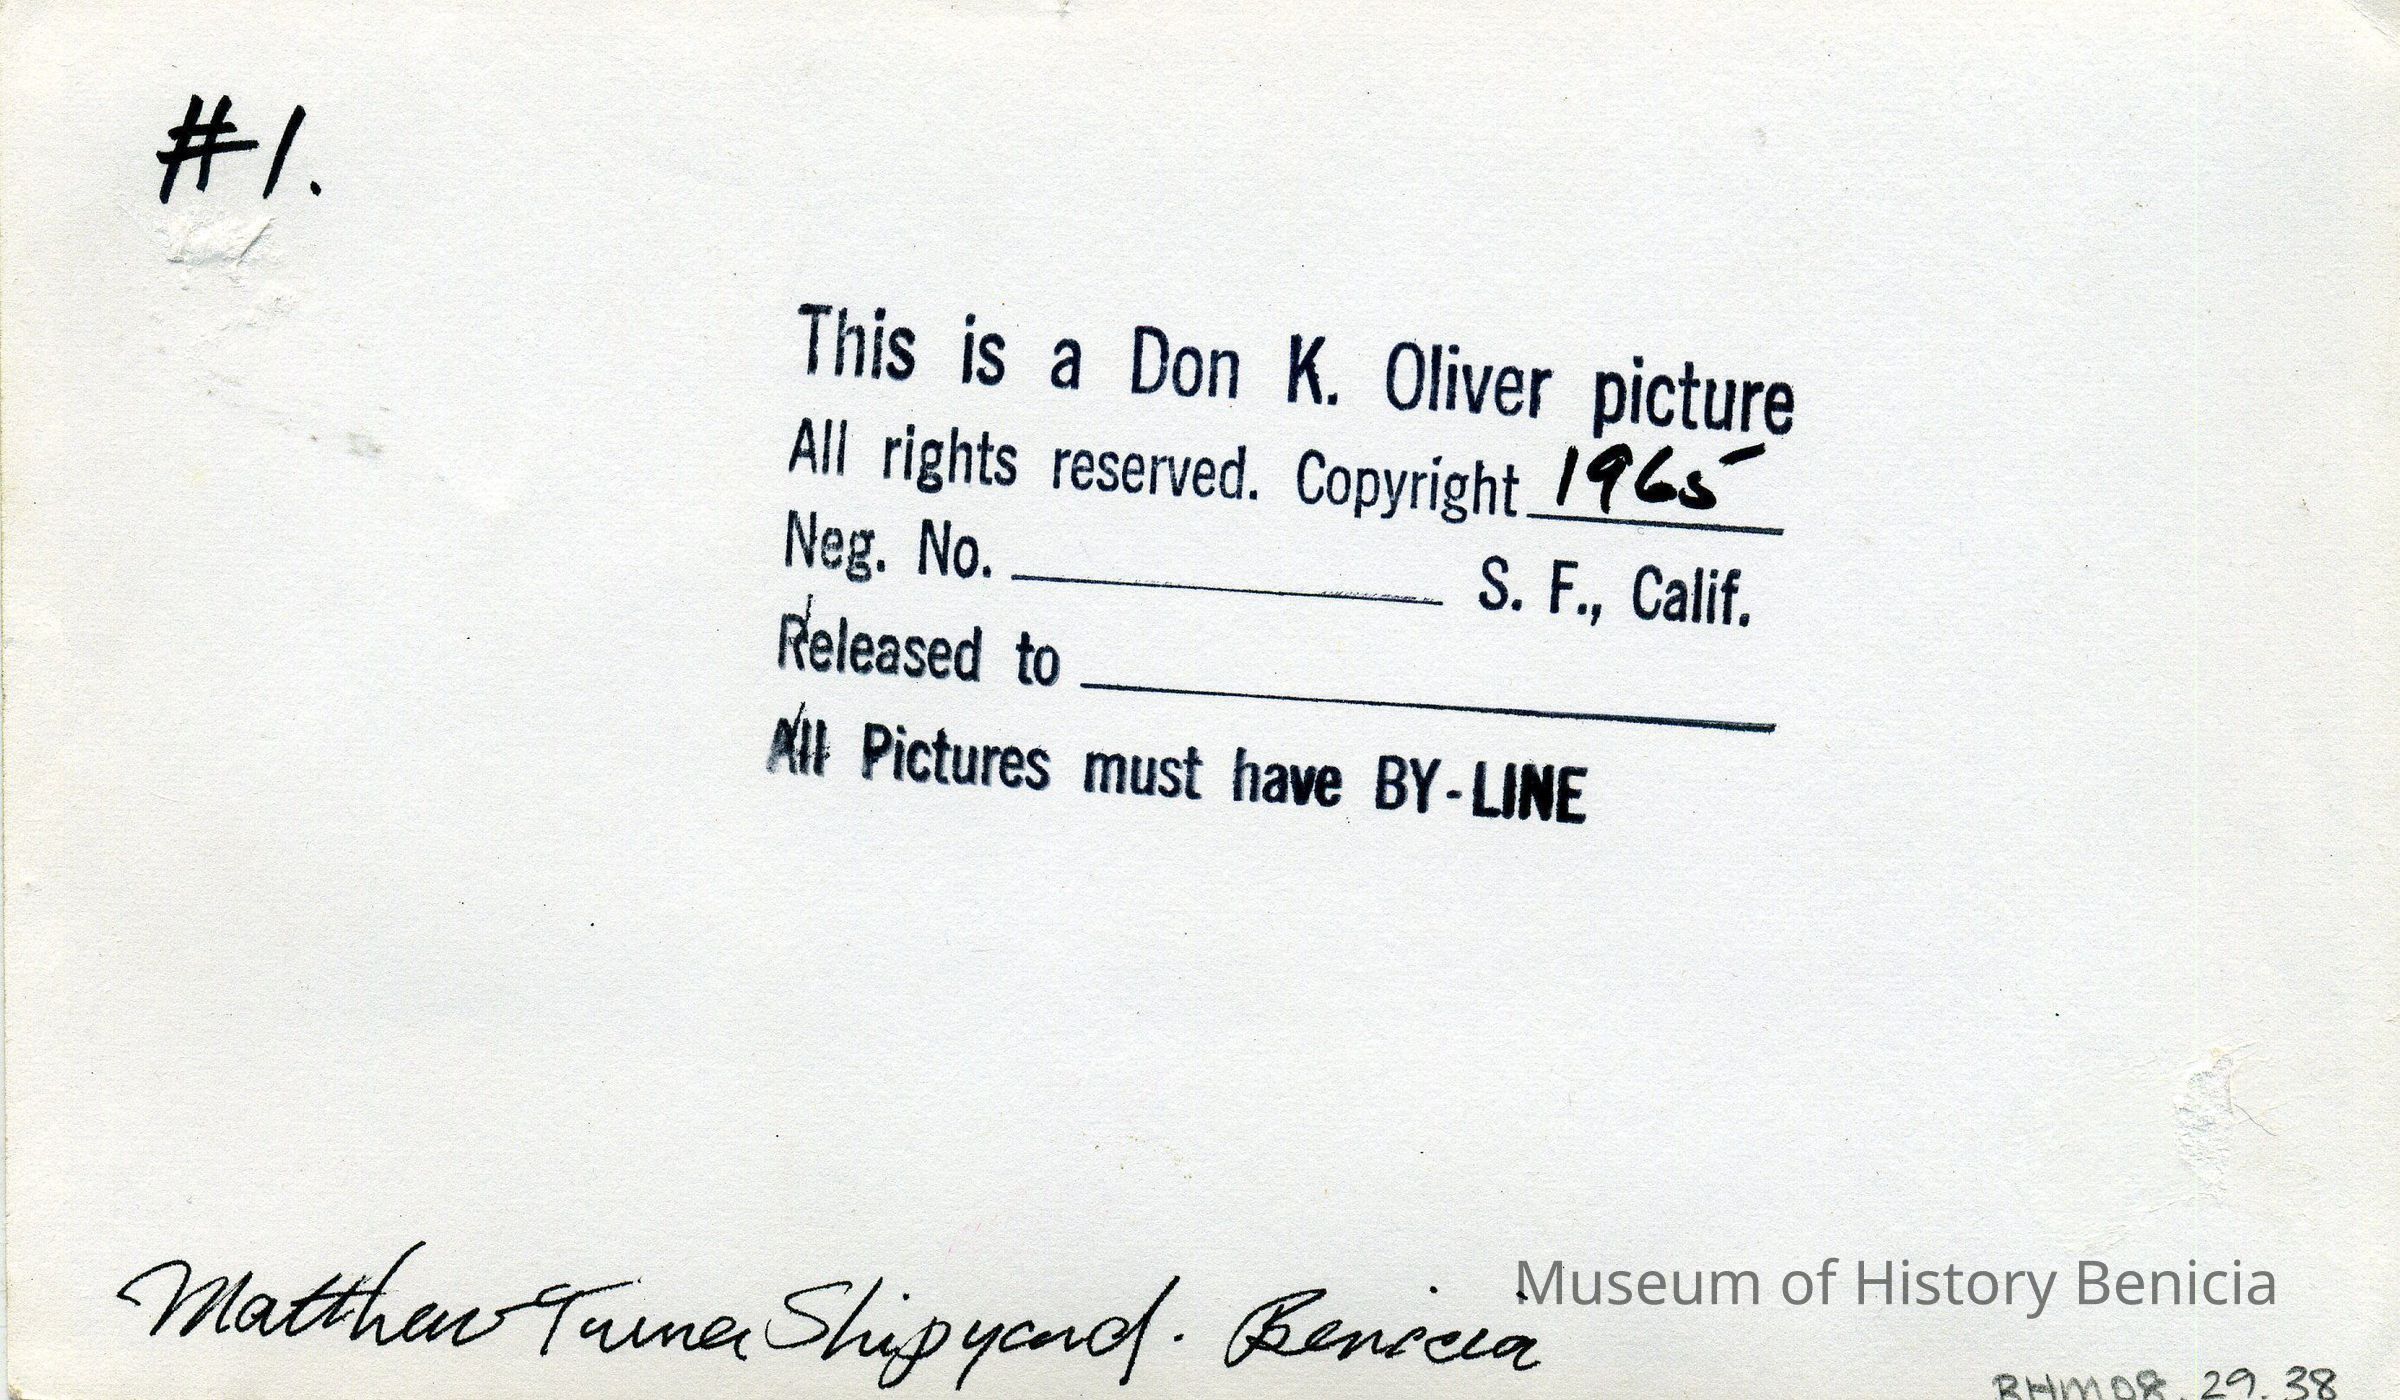 #1.
This is a Don K. Oliver picture
All rights reserved. Copyright 1965
Neg. No. S. F., Calif.
Released to
All Pictures must have BY-LINE
Museum of History Benicia
Matthew Turner Shipyard. Benicia
BHM08.29.38